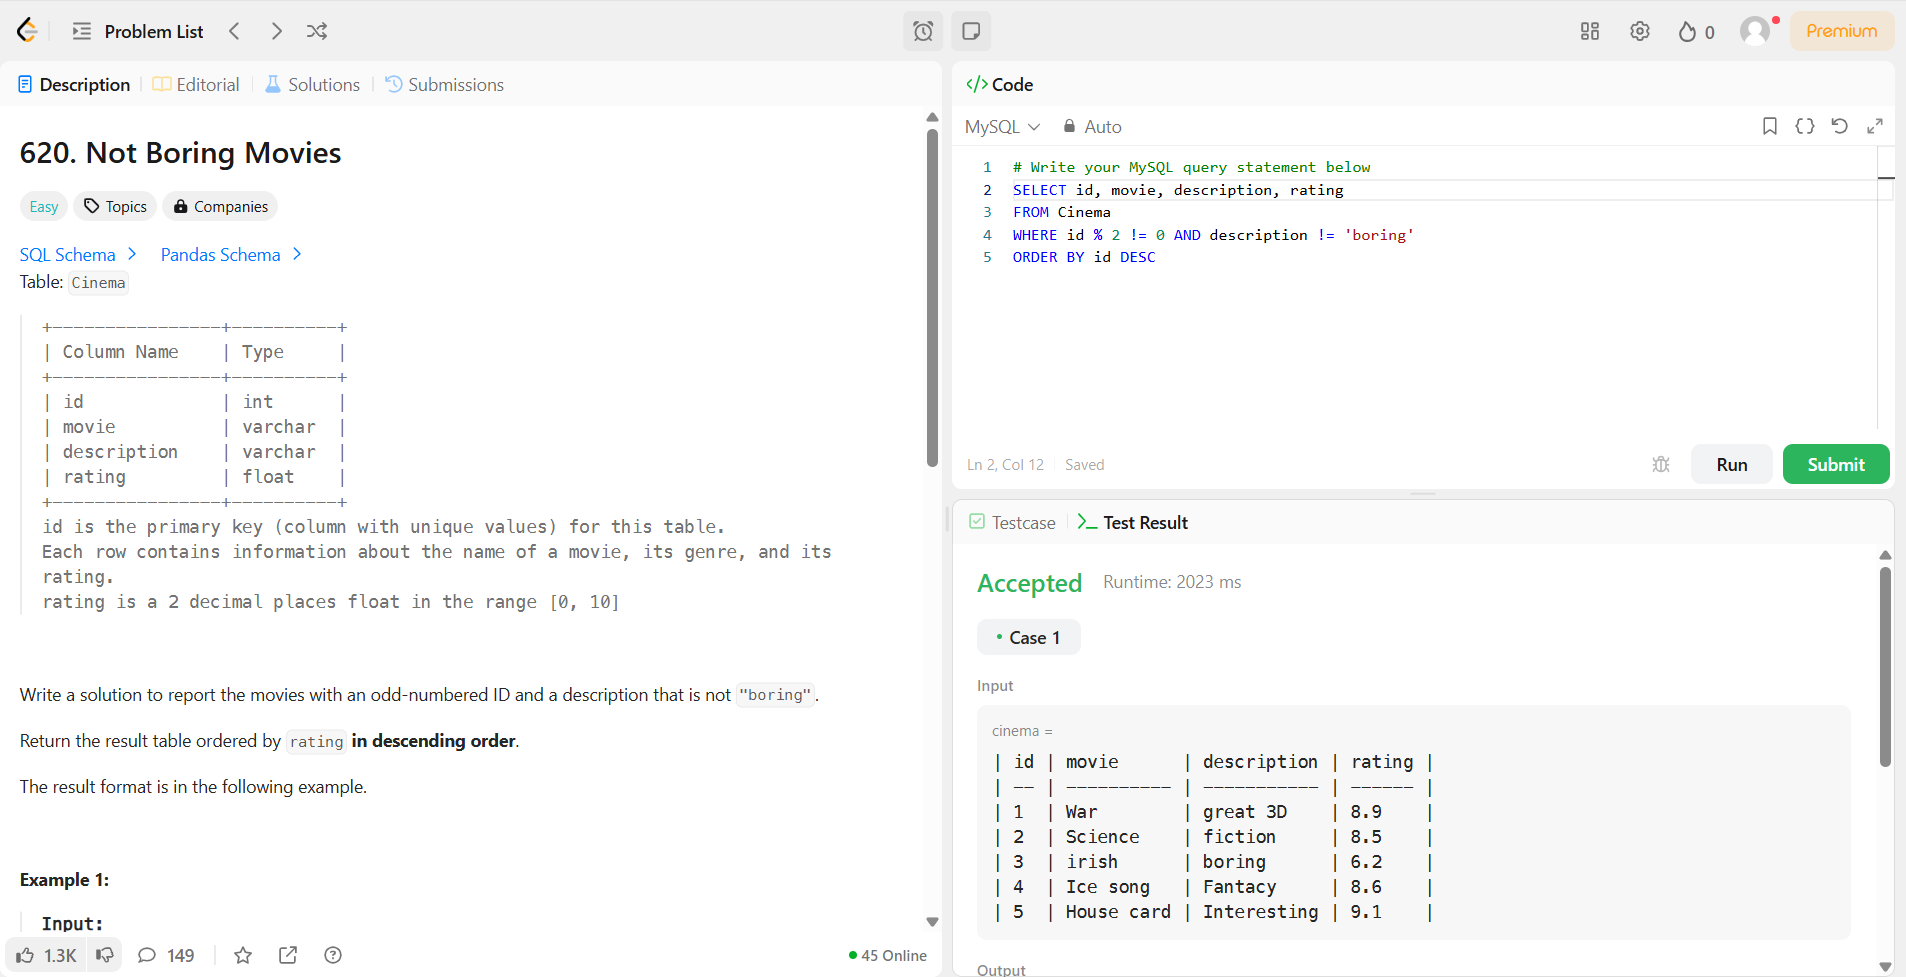 Problem List
0
Premium
Description
Editorial
Solutions
Submissions
620. Not Boring Movies
Easy
Topics
Companies
SQL Schema
Pandas Schema
Table: Cinema
+----------------+----------+
| Column Name    | Type     |
+----------------+----------+
| id             | int      |
| movie          | varchar  |
| description    | varchar  |
| rating         | float    |
+----------------+----------+
id is the primary key (column with unique values) for this table.
Each row contains information about the name of a movie, its genre, and its
rating.
rating is a 2 decimal places float in the range [0, 10]
Write a solution to report the movies with an odd-numbered ID and a description that is not "boring".
Return the result table ordered by rating in descending order.
The result format is in the following example.
Example 1:
Input:
1.3K
149
45 Online
</> Code
MySQL
Auto
1 # Write your MySQL query statement below
2 SELECT id, movie, description, rating
3 FROM Cinema
4 WHERE id % 2 != 0 AND description != 'boring'
5 ORDER BY id DESC
Ln 2, Col 12
Saved
Run
Submit
Testcase
Test Result
Accepted
Runtime: 2023 ms
Case 1
Input
cinema =
| id | movie      | description | rating |
| -- | ---------- | ----------- | ------ |
| 1  | War        | great 3D    | 8.9    |
| 2  | Science    | fiction     | 8.5    |
| 3  | irish      | boring      | 6.2    |
| 4  | Ice song   | Fantacy     | 8.6    |
| 5  | House card | Interesting | 9.1    |
Output